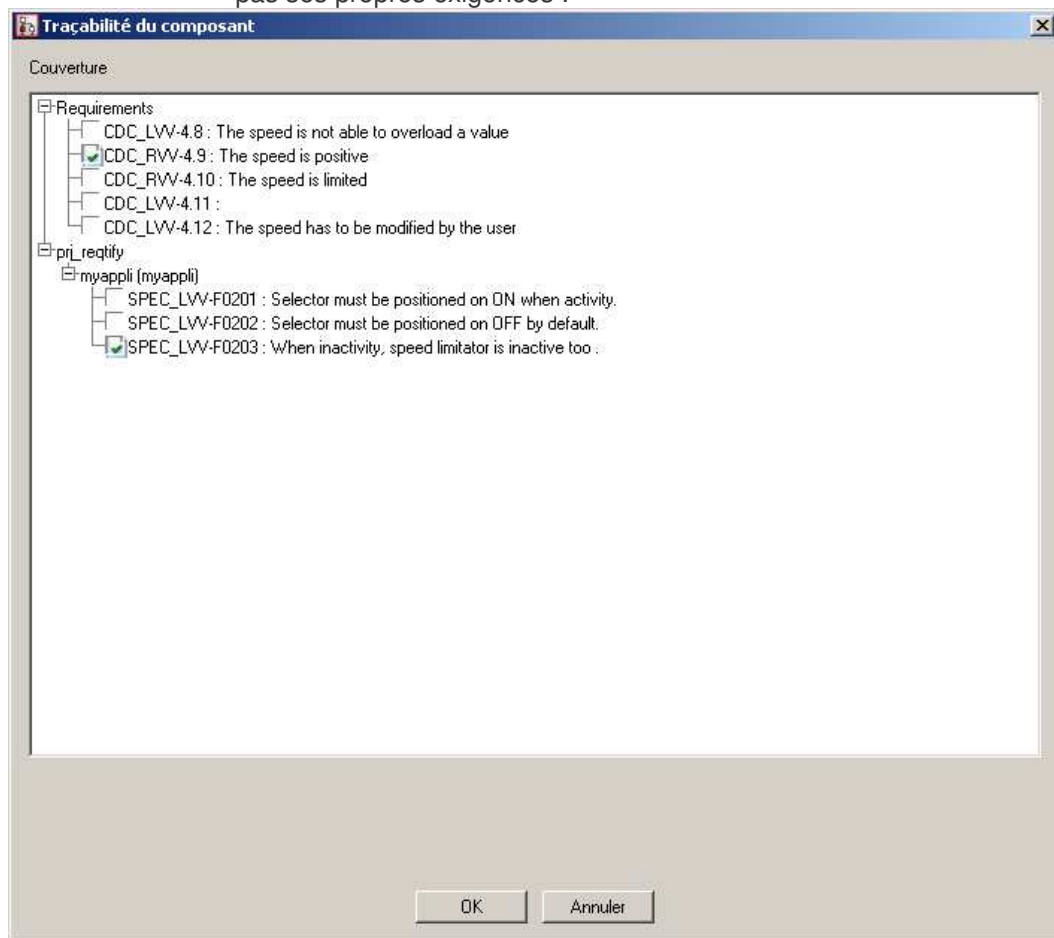 pas ses propres exigences :
Traçabilité du composant
Couverture
Requirements
CDC_LVV-4.8 : The speed is not able to overload a value
CDC_RVV-4.9 : The speed is positive
CDC_RVV-4.10 : The speed is limited
CDC_LVV-4.11 :
CDC_LVV-4.12 : The speed has to be modified by the user
prj_reqtify
myappli (myappli)
SPEC_LVV-F0201 : Selector must be positioned on ON when activity.
SPEC_LVV-F0202 : Selector must be positioned on OFF by default.
SPEC_LVV-F0203 : When inactivity, speed limitator is inactive too .
OK Annuler